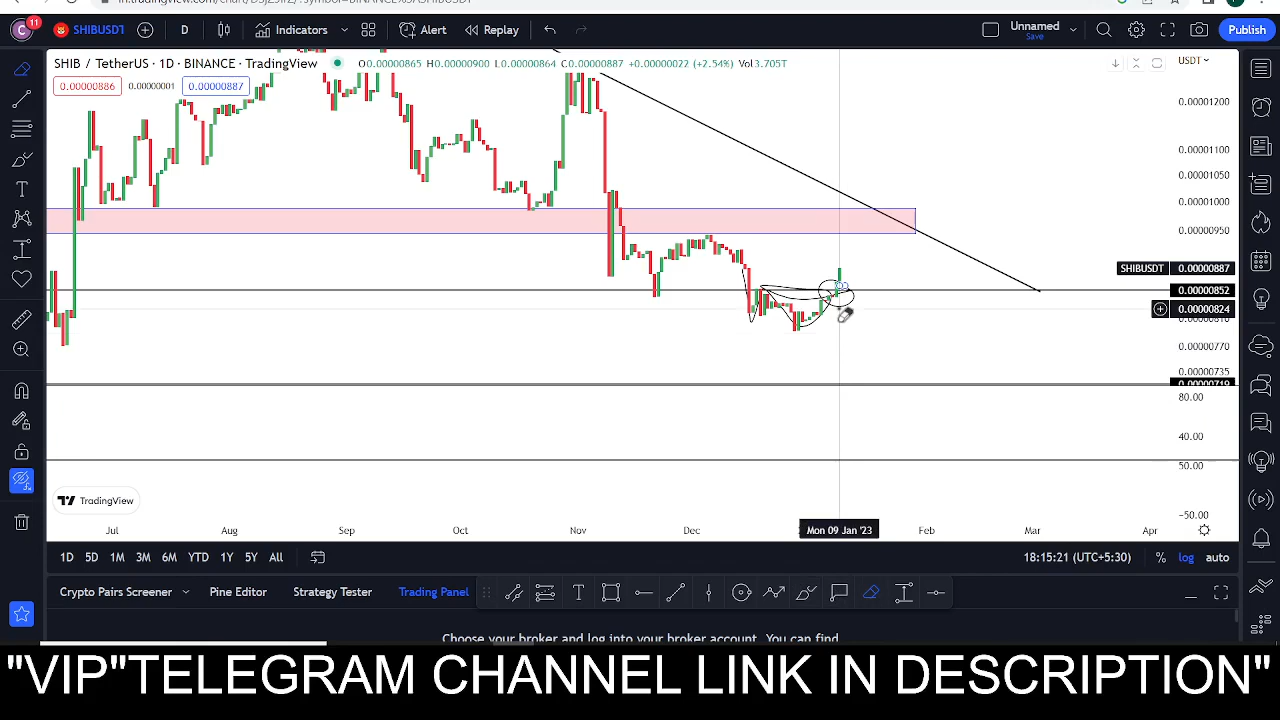 C 11 SHIBUSDT D Indicators Alert Replay Unnamed Save Publish
SHIB / TetherUS · 1D · BINANCE · TradingView O0.00000865 H0.00000900 L0.00000864 C0.00000887 +0.00000022 (+2.54%) Vol3.705T USDT
0.00000886 0.00000001 0.00000887
0.00001200
0.00001100
0.00001050
0.00001000
0.00000950
SHIBUSDT 0.00000887
0.00000852
0.00000824
0.00000770
0.00000735
0.00000719
80.00
40.00
50.00
TradingView
−50.00
Jul Aug Sep Oct Nov Dec Mon 09 Jan '23 Feb Mar Apr
1D 5D 1M 3M 6M YTD 1Y 5Y All 18:15:21 (UTC+5:30) % log auto
Crypto Pairs Screener Pine Editor Strategy Tester Trading Panel
Choose your broker and log into your broker account. You can find
"VIP"TELEGRAM CHANNEL LINK IN DESCRIPTION"